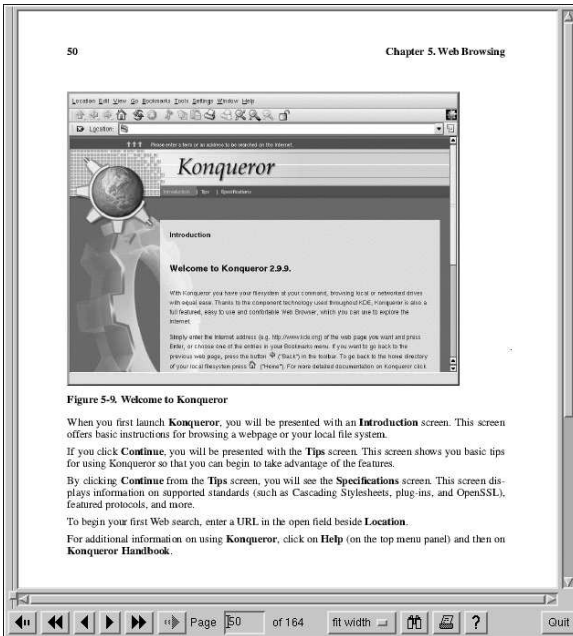 50 Chapter 5. Web Browsing
Location Edit View Go Bookmarks Tools Settings Window Help
Location:
Please enter a term or an address to be searched on the Internet.
Konqueror
Introduction | Tips | Specifications
Introduction
Welcome to Konqueror 2.9.9.
With Konqueror you have your filesystem at your command, browsing local or networked drives
with equal ease. Thanks to the component technology used throughout KDE, Konqueror is also a
full featured, easy to use and comfortable Web Browser, which you can use to explore the
Internet.
Simply enter the Internet address (e.g. http://www.kde.org) of the web page you want and press
Enter, or choose one of the entries in your Bookmarks menu. If you want to go back to the
previous web page, press the button ("Back") in the toolbar. To go back to the home directory
of your local filesystem press ("Home"). For more detailed documentation on Konqueror click
Figure 5-9. Welcome to Konqueror
When you first launch Konqueror, you will be presented with an Introduction screen. This screen
offers basic instructions for browsing a webpage or your local file system.
If you click Continue, you will be presented with the Tips screen. This screen shows you basic tips
for using Konqueror so that you can begin to take advantage of the features.
By clicking Continue from the Tips screen, you will see the Specifications screen. This screen dis-
plays information on supported standards (such as Cascading Stylesheets, plug-ins, and OpenSSL),
featured protocols, and more.
To begin your first Web search, enter a URL in the open field beside Location.
For additional information on using Konqueror, click on Help (on the top menu panel) and then on
Konqueror Handbook.
Page 50 of 164 fit width ? Quit